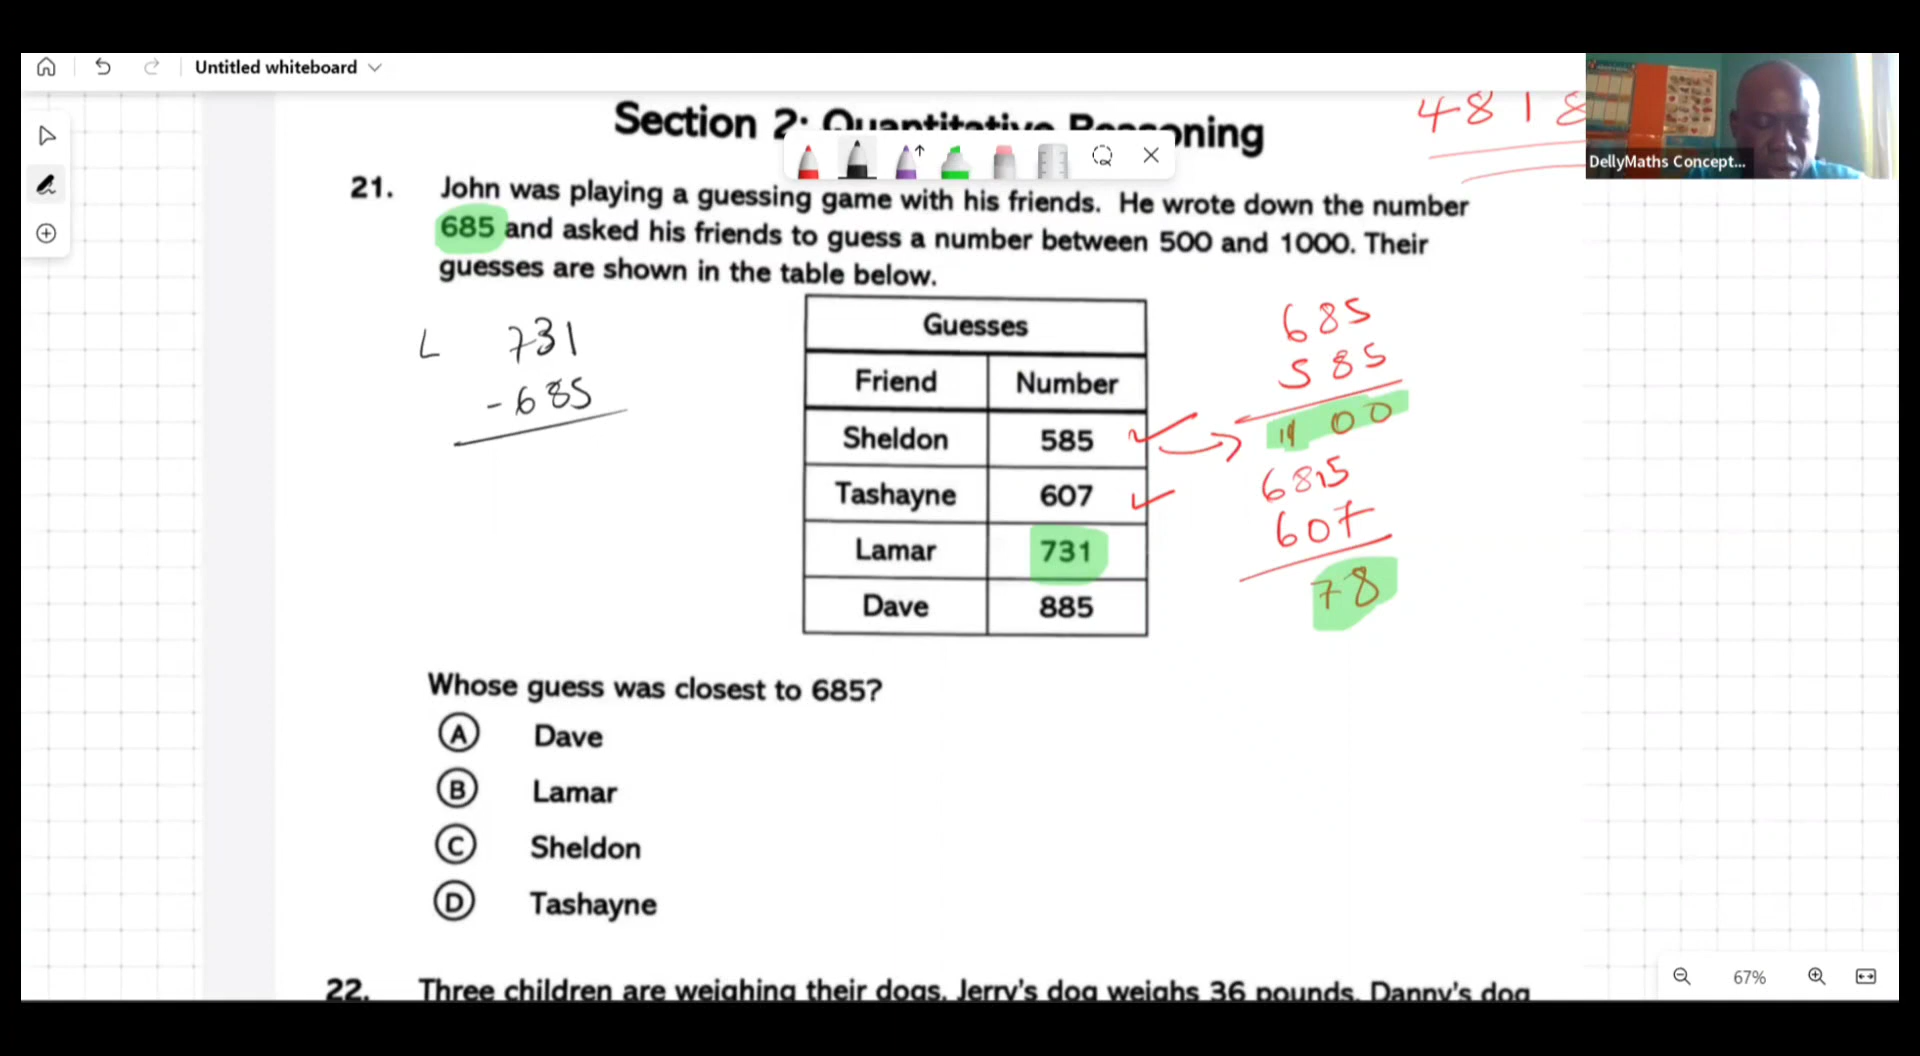 Untitled whiteboard
Section 2: Quantitative Reasoning
4818
DellyMaths Concept...
21. John was playing a guessing game with his friends. He wrote down the number
685 and asked his friends to guess a number between 500 and 1000. Their
guesses are shown in the table below.
L 731
- 685
Guesses
Friend Number
Sheldon 585
Tashayne 607
Lamar 731
Dave 885
685
585
100
685
607
78
Whose guess was closest to 685?
A Dave
B Lamar
C Sheldon
D Tashayne
22. Three children are weighing their dogs. Jerry's dog weighs 36 pounds. Danny's dog
67%